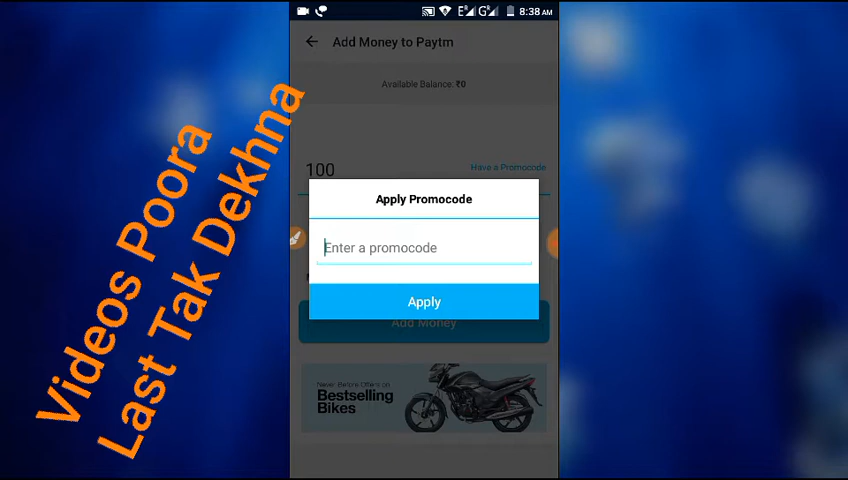 8:38 AM
Add Money to Paytm
Available Balance: ₹0
100
Have a Promocode
Apply Promocode
Enter a promocode
Apply
Add Money
Never Before Offers on
Bestselling
Bikes
Videos Poora
Last Tak Dekhna